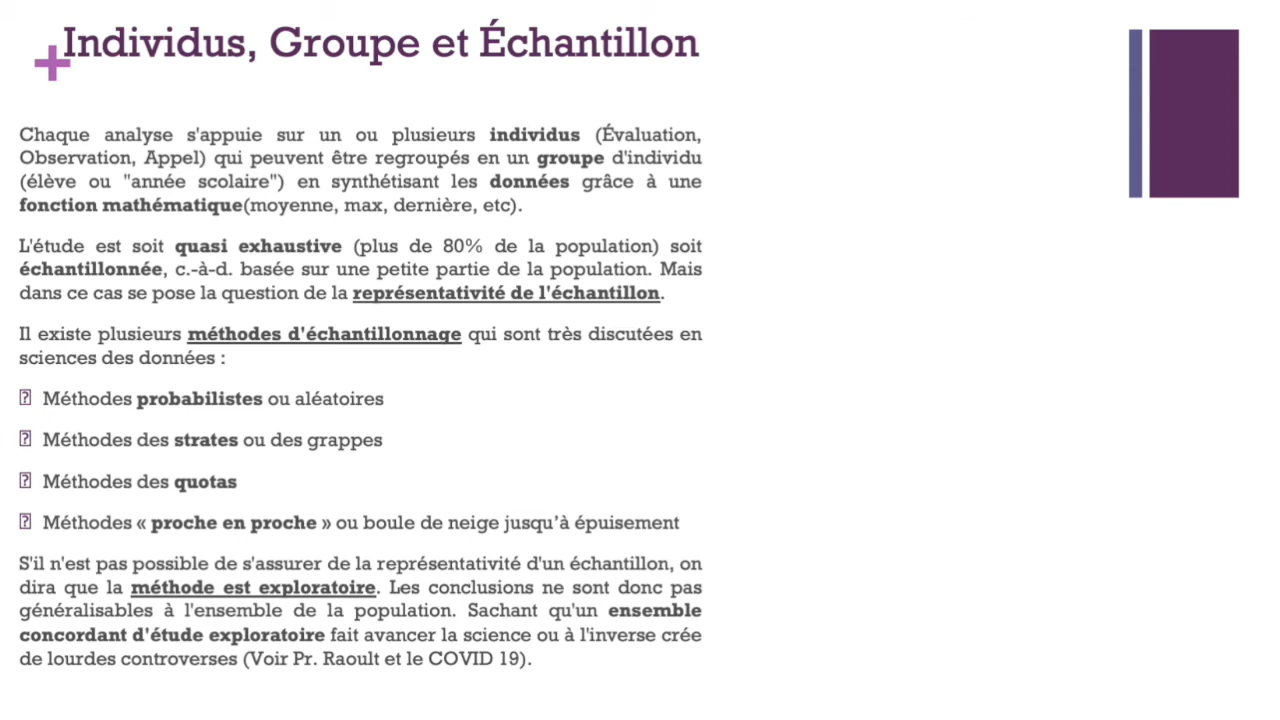 Individus, Groupe et Échantillon
Chaque analyse s'appuie sur un ou plusieurs individus (Évaluation,
Observation, Appel) qui peuvent être regroupés en un groupe d'individu
(élève ou "année scolaire") en synthétisant les données grâce à une
fonction mathématique(moyenne, max, dernière, etc).
L'étude est soit quasi exhaustive (plus de 80% de la population) soit
échantillonnée, c.-à-d. basée sur une petite partie de la population. Mais
dans ce cas se pose la question de la représentativité de l'échantillon.
Il existe plusieurs méthodes d'échantillonnage qui sont très discutées en
sciences des données :
Méthodes probabilistes ou aléatoires
Méthodes des strates ou des grappes
Méthodes des quotas
Méthodes « proche en proche » ou boule de neige jusqu’à épuisement
S'il n'est pas possible de s'assurer de la représentativité d'un échantillon, on
dira que la méthode est exploratoire. Les conclusions ne sont donc pas
généralisables à l'ensemble de la population. Sachant qu'un ensemble
concordant d'étude exploratoire fait avancer la science ou à l'inverse crée
de lourdes controverses (Voir Pr. Raoult et le COVID 19).